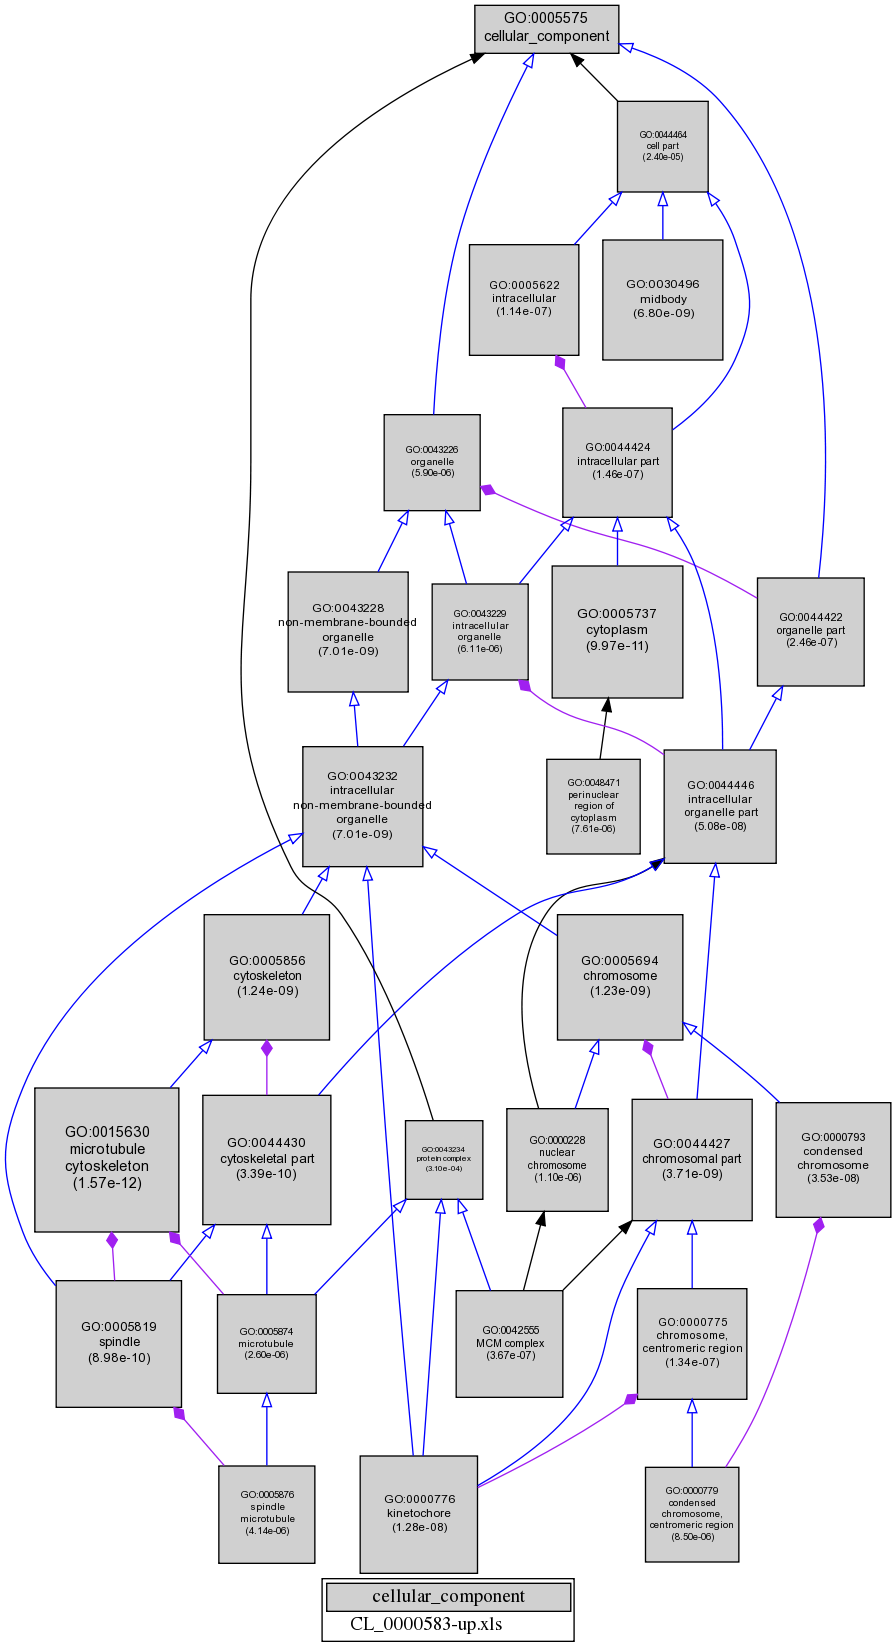 GO:0005575
cellular_component
GO:0044464
cell part
(2.40e-05)
GO:0005622
intracellular
(1.14e-07)
GO:0030496
midbody
(6.80e-09)
GO:0043226
organelle
(5.90e-06)
GO:0044424
intracellular part
(1.46e-07)
GO:0043228
non-membrane-bounded
organelle
(7.01e-09)
GO:0043229
intracellular
organelle
(6.11e-06)
GO:0005737
cytoplasm
(9.97e-11)
GO:0044422
organelle part
(2.46e-07)
GO:0043232
intracellular
non-membrane-bounded
organelle
(7.01e-09)
GO:0048471
perinuclear
region of
cytoplasm
(7.61e-06)
GO:0044446
intracellular
organelle part
(5.08e-08)
GO:0005856
cytoskeleton
(1.24e-09)
GO:0005694
chromosome
(1.23e-09)
GO:0015630
microtubule
cytoskeleton
(1.57e-12)
GO:0044430
cytoskeletal part
(3.39e-10)
GO:0043234
protein complex
(3.10e-04)
GO:0000228
nuclear
chromosome
(1.10e-06)
GO:0044427
chromosomal part
(3.71e-09)
GO:0000793
condensed
chromosome
(3.53e-08)
GO:0005819
spindle
(8.98e-10)
GO:0005874
microtubule
(2.60e-06)
GO:0042555
MCM complex
(3.67e-07)
GO:0000775
chromosome,
centromeric region
(1.34e-07)
GO:0005876
spindle
microtubule
(4.14e-06)
GO:0000776
kinetochore
(1.28e-08)
GO:0000779
condensed
chromosome,
centromeric region
(8.50e-06)
cellular_component
CL_0000583-up.xls